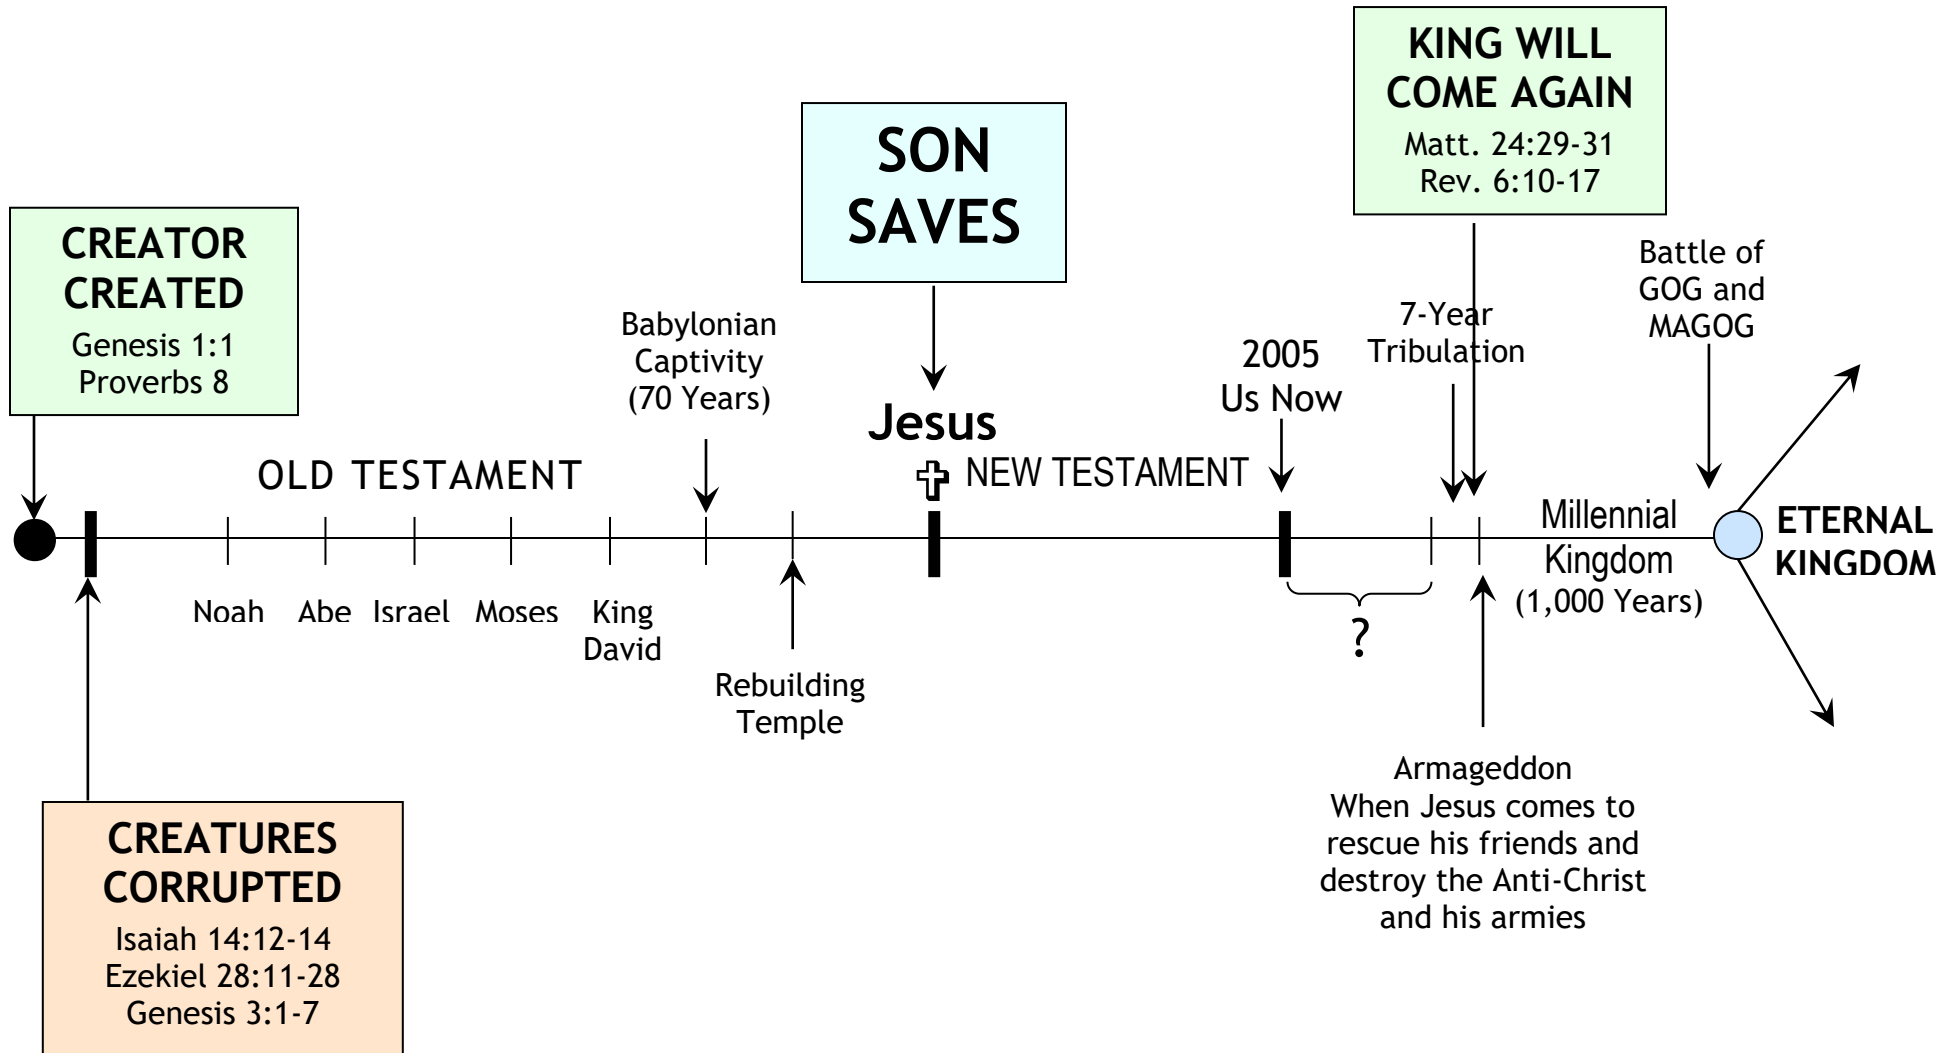 KING WILL
COME AGAIN
Matt. 24:29-31
Rev. 6:10-17
SON
SAVES
CREATOR
CREATED
Genesis 1:1
Proverbs 8
Battle of
GOG and
MAGOG
7-Year
Tribulation
Babylonian
Captivity
(70 Years)
2005
Us Now
Jesus
OLD TESTAMENT
NEW TESTAMENT
Millennial
Kingdom
(1,000 Years)
ETERNAL
KINGDOM
Noah
Abe
Israel
Moses
King
David
?
Rebuilding
Temple
Armageddon
When Jesus comes to
rescue his friends and
destroy the Anti-Christ
and his armies
CREATURES
CORRUPTED
Isaiah 14:12-14
Ezekiel 28:11-28
Genesis 3:1-7